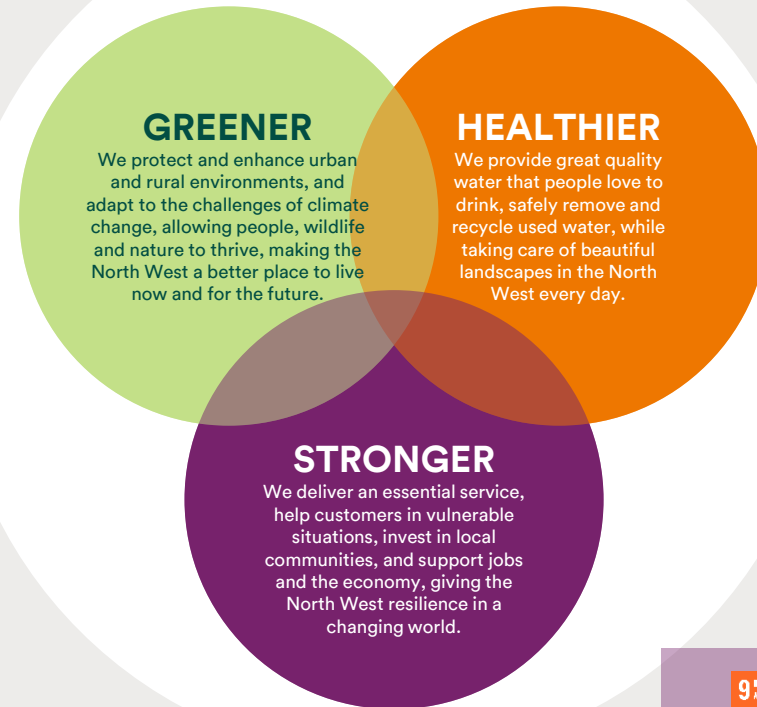 GREENER
We protect and enhance urban
and rural environments, and
adapt to the challenges of climate
change, allowing people, wildlife
and nature to thrive, making the
North West a better place to live
now and for the future.
HEALTHIER
We provide great quality
water that people love to
drink, safely remove and
recycle used water, while
taking care of beautiful
landscapes in the North
West every day.
STRONGER
We deliver an essential service,
help customers in vulnerable
situations, invest in local
communities, and support jobs
and the economy, giving the
North West resilience in a
changing world.